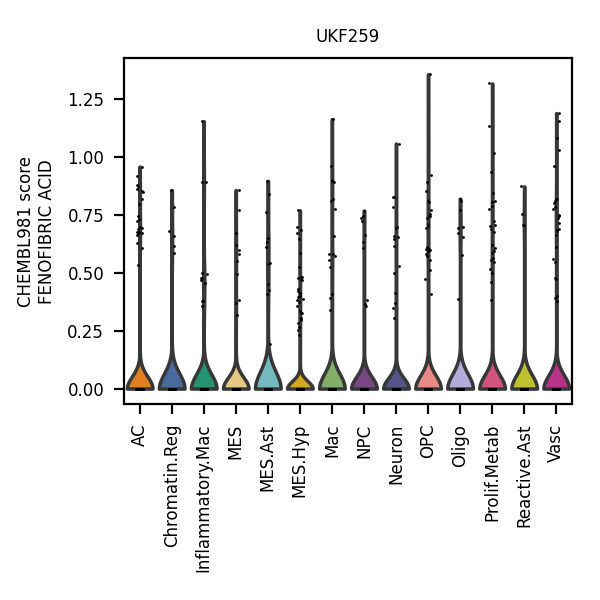 UKF259
CHEMBL981 score
FENOFIBRIC ACID
1.25
1.00
0.75
0.50
0.25
0.00
AC
Chromatin.Reg
Inflammatory.Mac
MES
MES.Ast
MES.Hyp
Mac
NPC
Neuron
OPC
Oligo
Prolif.Metab
Reactive.Ast
Vasc